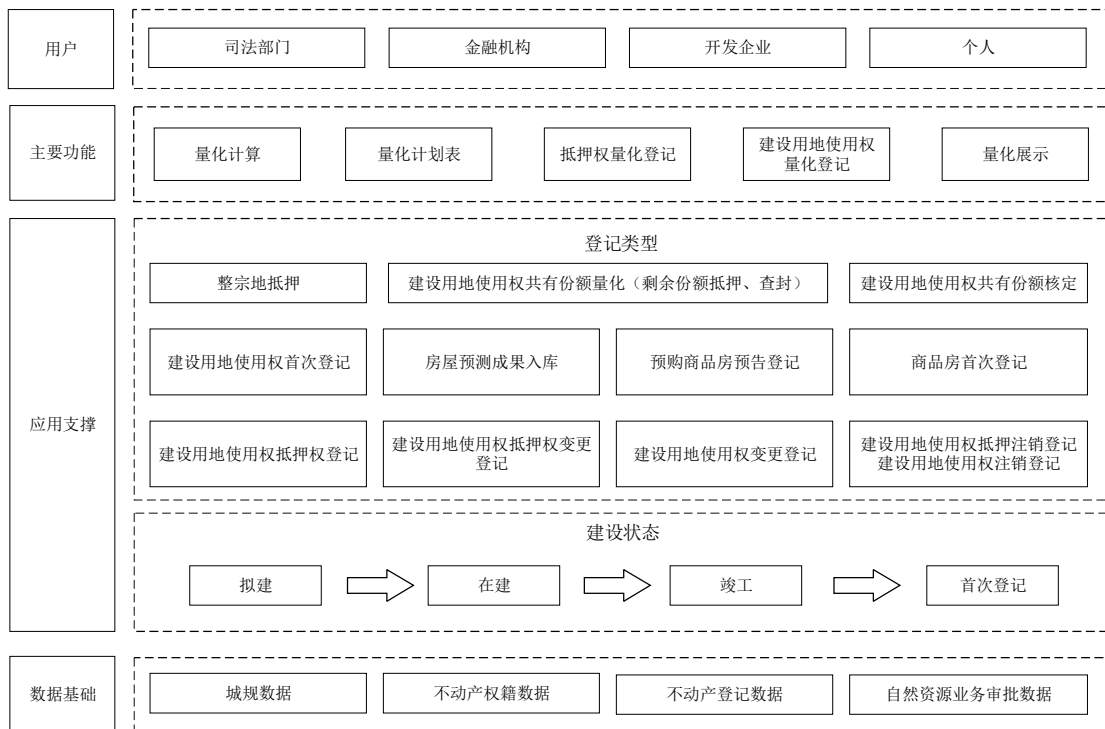 用户
司法部门
金融机构
开发企业
个人
主要功能
量化计算
量化计划表
抵押权量化登记
建设用地使用权
量化登记
量化展示
应用支撑
登记类型
整宗地抵押
建设用地使用权共有份额量化（剩余份额抵押、查封）
建设用地使用权共有份额核定
建设用地使用权首次登记
房屋预测成果入库
预购商品房预告登记
商品房首次登记
建设用地使用权抵押权登记
建设用地使用权抵押权变更
登记
建设用地使用权变更登记
建设用地使用权抵押注销登记
建设用地使用权注销登记
建设状态
拟建
在建
竣工
首次登记
数据基础
城规数据
不动产权籍数据
不动产登记数据
自然资源业务审批数据